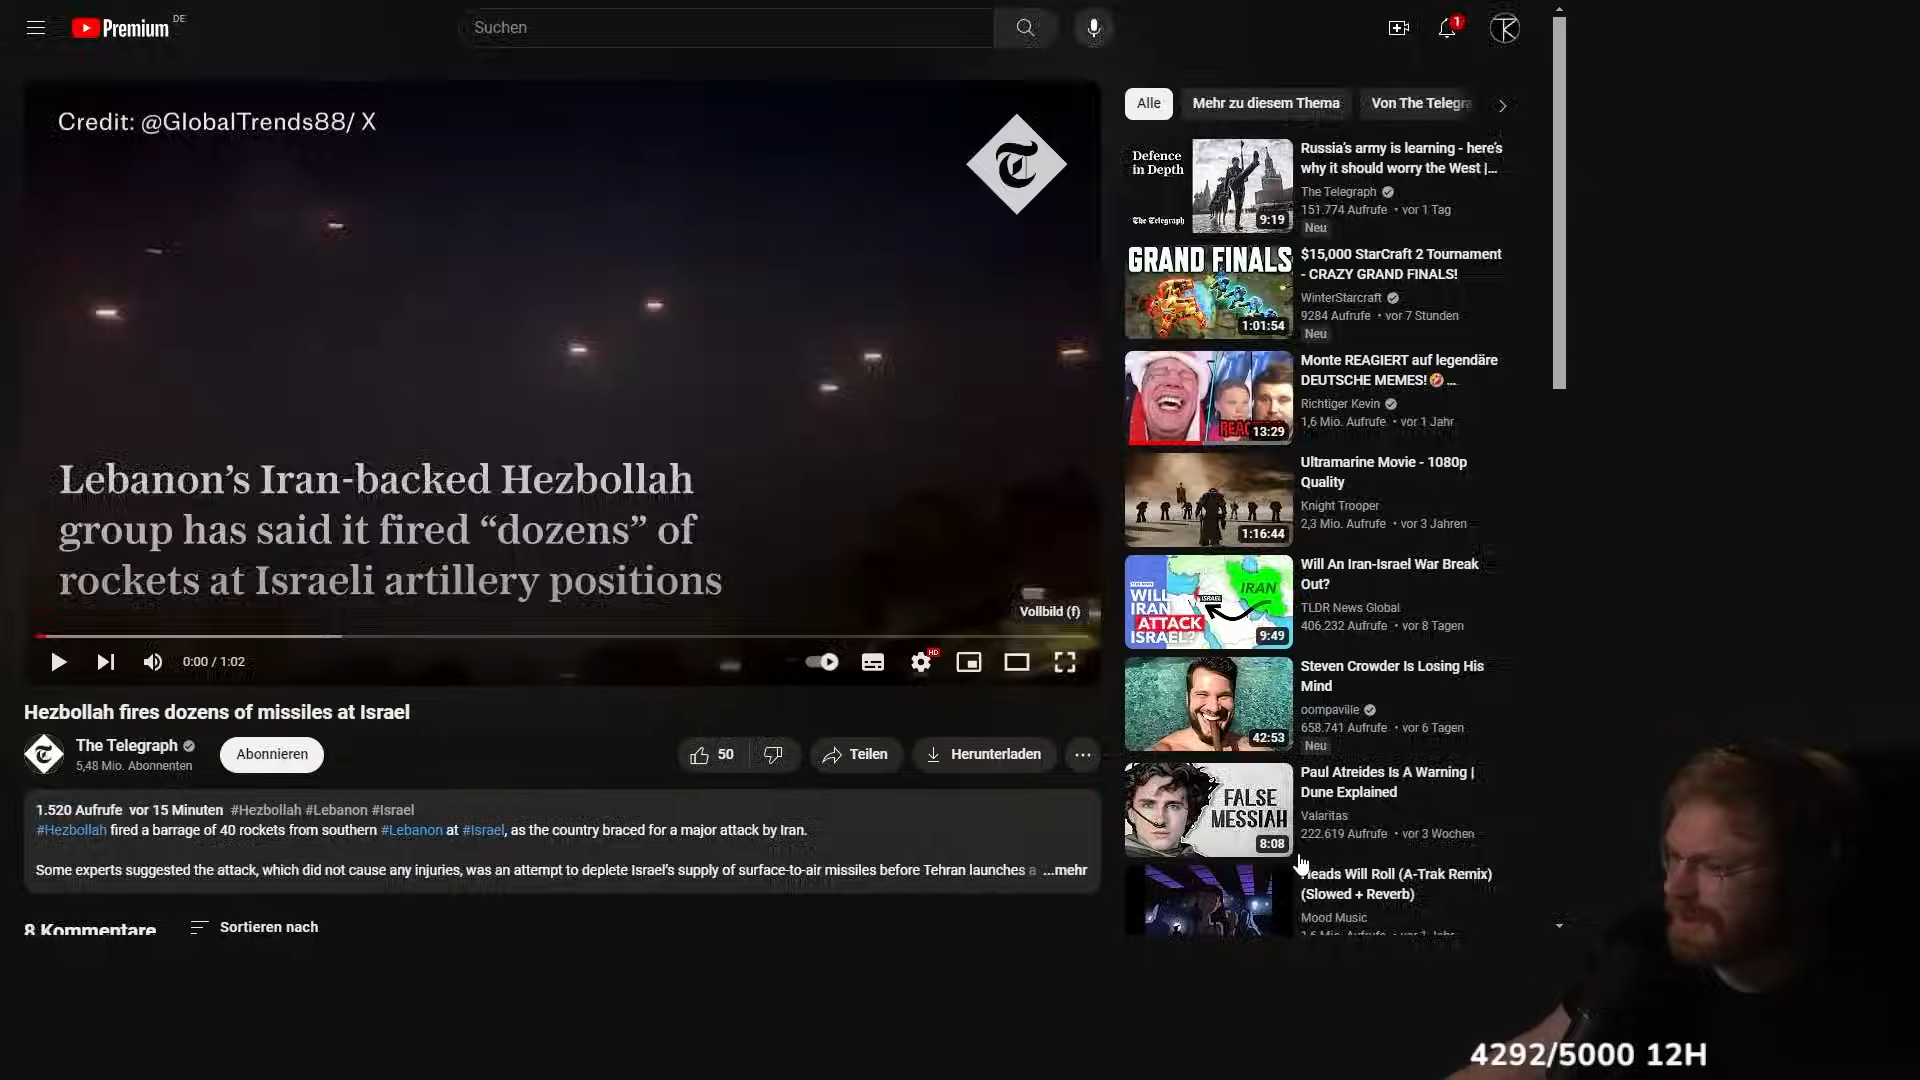 Premium DE
Suchen
1
Credit: @GlobalTrends88/ X
Lebanon's Iran-backed Hezbollah
group has said it fired “dozens” of
rockets at Israeli artillery positions
Vollbild (f)
0:00 / 1:02
HD
Hezbollah fires dozens of missiles at Israel
The Telegraph
5,48 Mio. Abonnenten
Abonnieren
50
Teilen
Herunterladen
1.520 Aufrufe vor 15 Minuten #Hezbollah #Lebanon #Israel
#Hezbollah fired a barrage of 40 rockets from southern #Lebanon at #Israel, as the country braced for a major attack by Iran.
Some experts suggested the attack, which did not cause any injuries, was an attempt to deplete Israel's supply of surface-to-air missiles before Tehran launches a ...mehr
8 Kommentare
Sortieren nach
Alle
Mehr zu diesem Thema
Von The Telegra
Defence
in Depth
The Telegraph
9:19
Russia's army is learning - here's
why it should worry the West |...
The Telegraph
151.774 Aufrufe • vor 1 Tag
Neu
GRAND FINALS
1:01:54
$15,000 StarCraft 2 Tournament
- CRAZY GRAND FINALS!
WinterStarcraft
9284 Aufrufe • vor 7 Stunden
Neu
REAC
13:29
Monte REAGIERT auf legendäre
DEUTSCHE MEMES!🤣 ...
Richtiger Kevin
1,6 Mio. Aufrufe • vor 1 Jahr
1:16:44
Ultramarine Movie - 1080p
Quality
Knight Trooper
2,3 Mio. Aufrufe • vor 3 Jahren
WILL
IRAN
ATTACK
ISRAEL?
ISRAEL
IRAN
9:49
Will An Iran-Israel War Break
Out?
TLDR News Global
406.232 Aufrufe • vor 8 Tagen
42:53
Steven Crowder Is Losing His
Mind
oompaville
658.741 Aufrufe • vor 6 Tagen
Neu
FALSE
MESSIAH
8:08
Paul Atreides Is A Warning |
Dune Explained
Valaritas
222.619 Aufrufe • vor 3 Wochen
Heads Will Roll (A-Trak Remix)
(Slowed + Reverb)
Mood Music
1,6 Mio. Aufrufe • vor 1 Jahr
4292/5000 12H